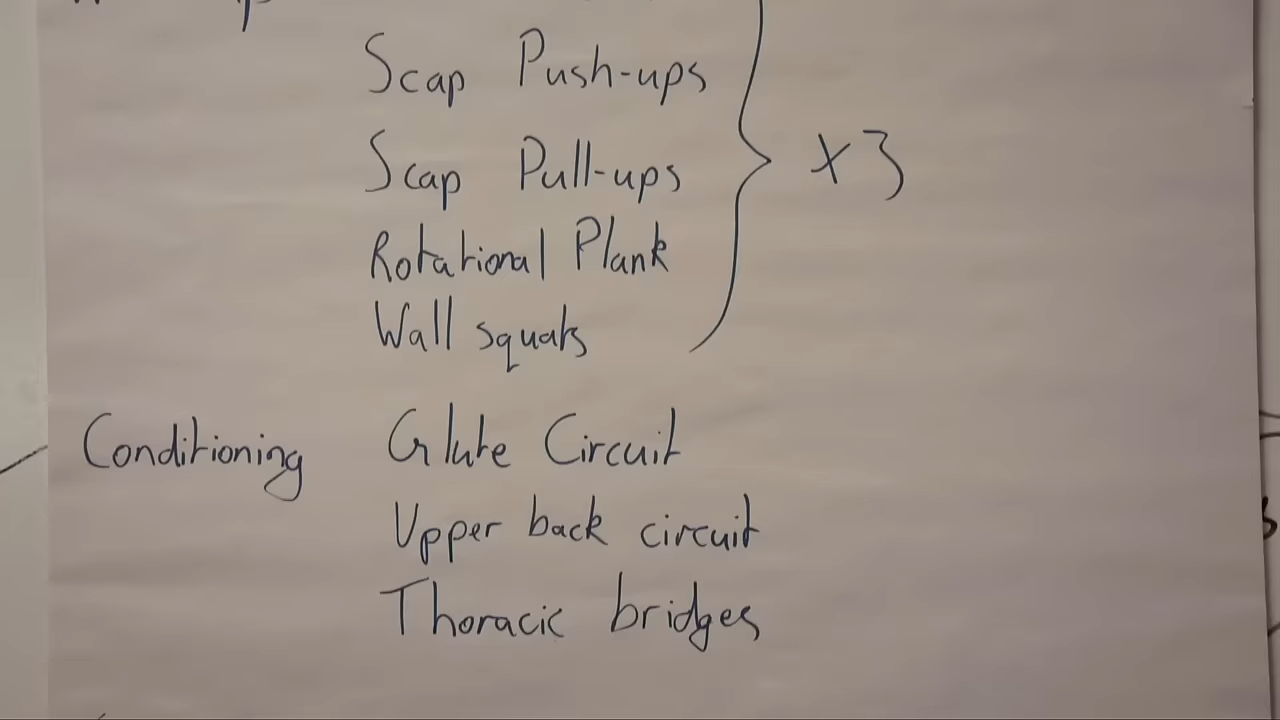 Scap Push-ups
Scap Pull-ups
x3
Rotational Plank
Wall squats
Conditioning Glute Circuit
Upper back circuit
Thoracic bridges